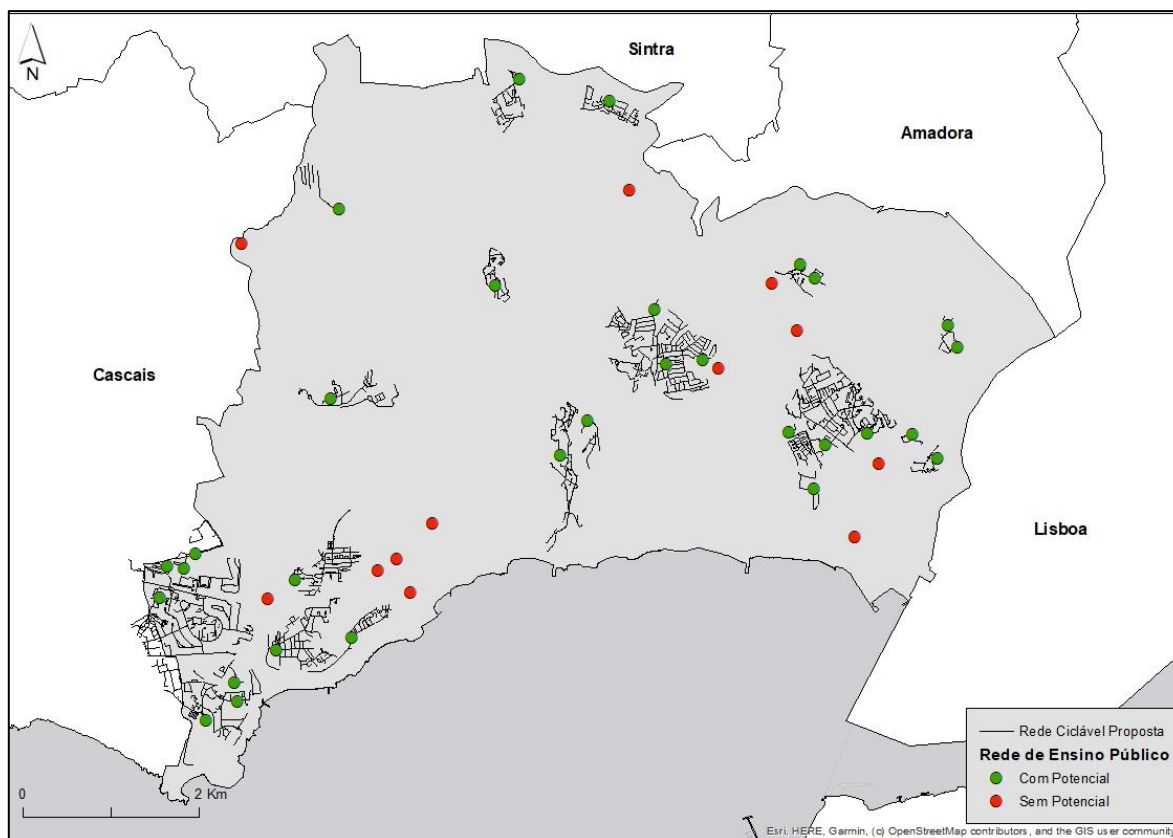 Sintra
Amadora
N
Cascais
Lisboa
Rede Ciclável Proposta
Rede de Ensino Público
Com Potencial
Sem Potencial
0 2 Km
Esri, HERE, Garmin, (c) OpenStreetMap contributors, and the GIS user community